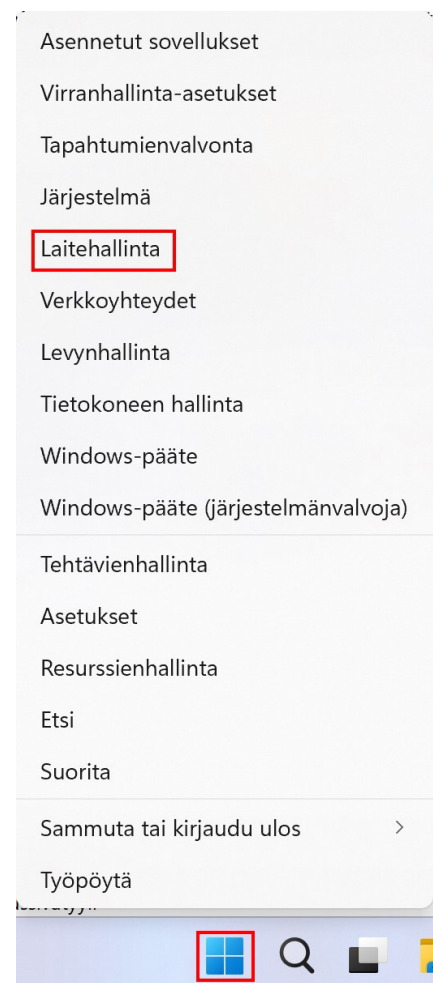 Asennetut sovellukset
Virranhallinta-asetukset
Tapahtumienvalvonta
Järjestelmä
Laitehallinta
Verkkoyhteydet
Levynhallinta
Tietokoneen hallinta
Windows-pääte
Windows-pääte (järjestelmänvalvoja)
Tehtävienhallinta
Asetukset
Resurssienhallinta
Etsi
Suorita
Sammuta tai kirjaudu ulos
Työpöytä